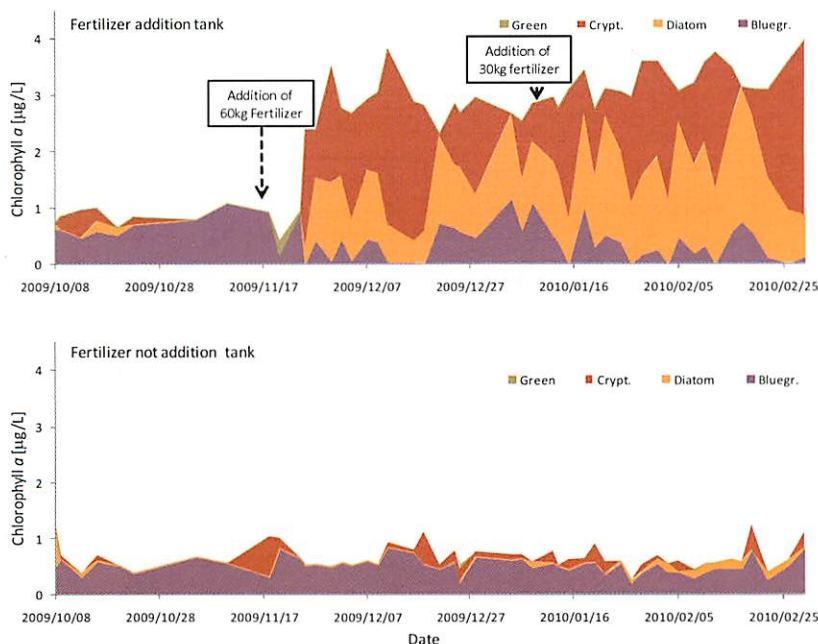 Fertilizer addition tank
Green Crypt. Diatom Bluegr.
4
Addition of
30kg fertilizer
3
Addition of
60kg Fertilizer
2
1
0
Chlorophyll a [µg/L]
2009/10/08 2009/10/28 2009/11/17 2009/12/07 2009/12/27 2010/01/16 2010/02/05 2010/02/25
Fertilizer not addition tank
4
Green Crypt. Diatom Bluegr.
3
2
1
0
Chlorophyll a [µg/L]
2009/10/08 2009/10/28 2009/11/17 2009/12/07 2009/12/27 2010/01/16 2010/02/05 2010/02/25
Date